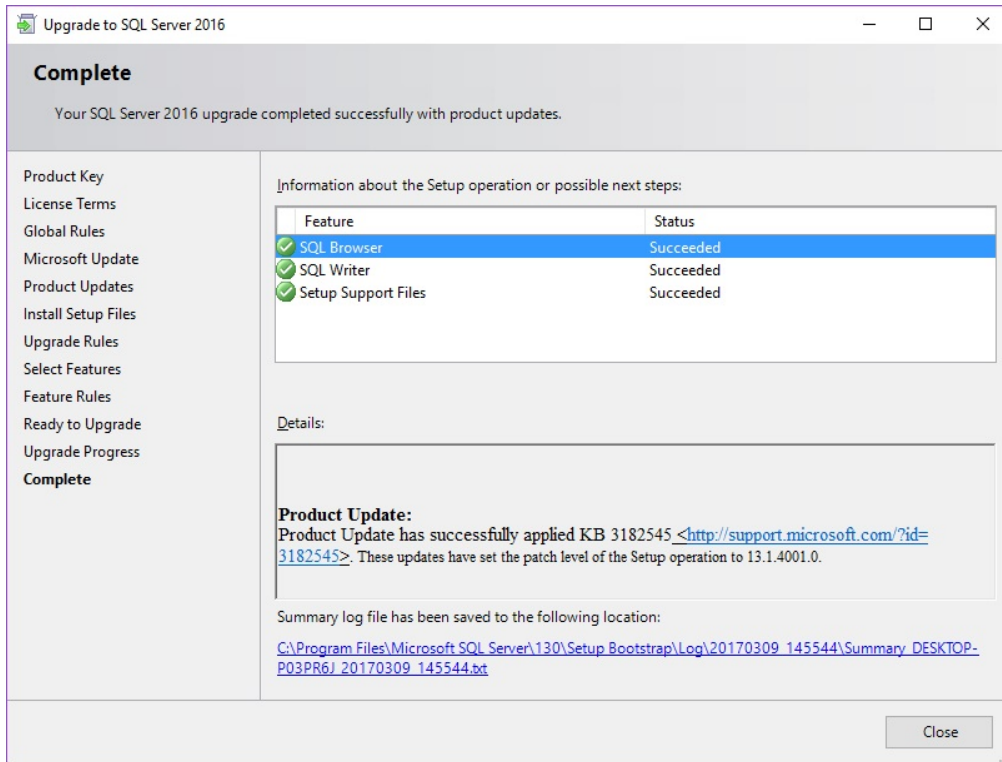 Upgrade to SQL Server 2016
Complete
Your SQL Server 2016 upgrade completed successfully with product updates.
Product Key
License Terms
Global Rules
Microsoft Update
Product Updates
Install Setup Files
Upgrade Rules
Select Features
Feature Rules
Ready to Upgrade
Upgrade Progress
Complete
Information about the Setup operation or possible next steps:
Feature Status
SQL Browser Succeeded
SQL Writer Succeeded
Setup Support Files Succeeded
Details:
Product Update:
Product Update has successfully applied KB 3182545 <http://support.microsoft.com/?id=
3182545>. These updates have set the patch level of the Setup operation to 13.1.4001.0.
Summary log file has been saved to the following location:
C:\Program Files\Microsoft SQL Server\130\Setup Bootstrap\Log\20170309_145544\Summary_DESKTOP-
P03PR6J_20170309_145544.txt
Close